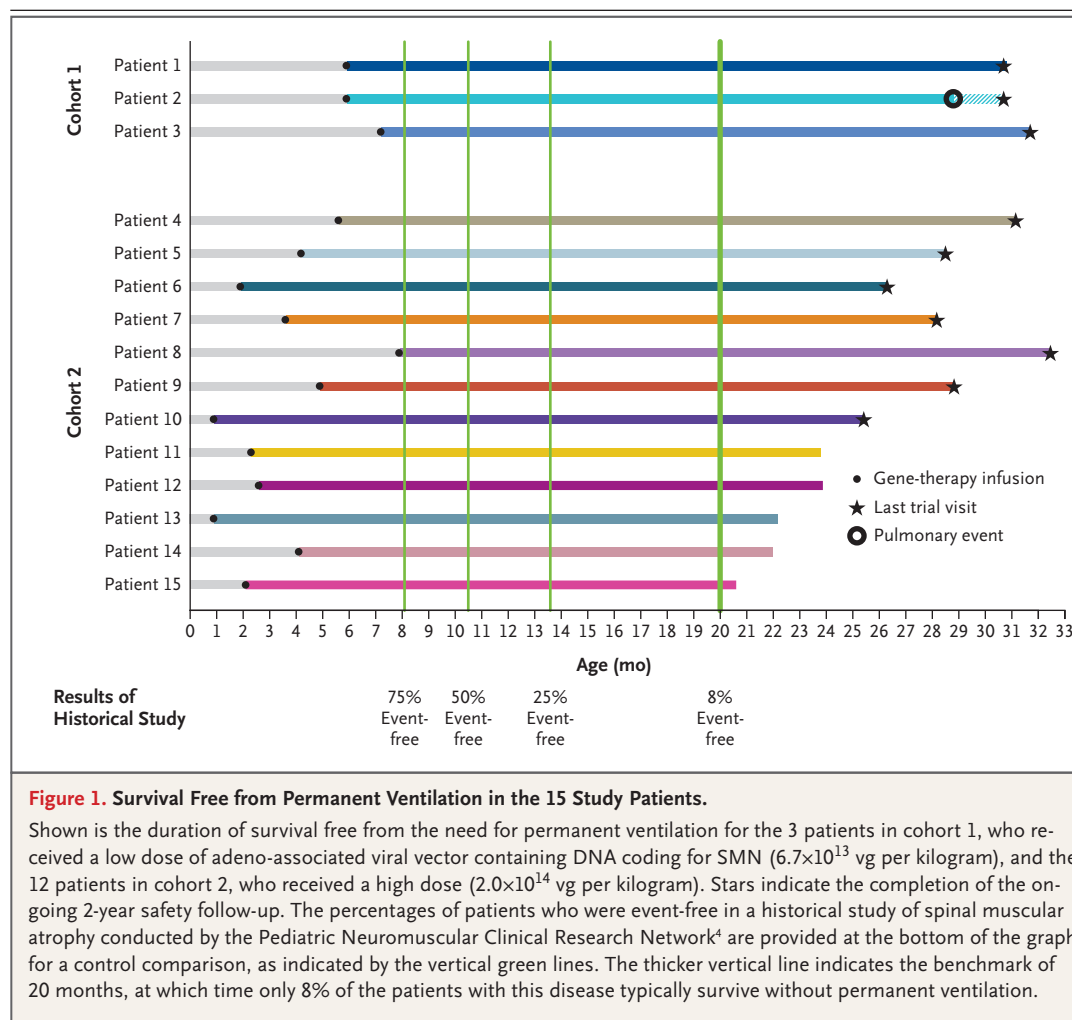 Cohort 1
Patient 1
Patient 2
Patient 3
Cohort 2
Patient 4
Patient 5
Patient 6
Patient 7
Patient 8
Patient 9
Patient 10
Patient 11
Patient 12
Patient 13
Patient 14
Patient 15
Gene-therapy infusion
Last trial visit
Pulmonary event
0 1 2 3 4 5 6 7 8 9 10 11 12 13 14 15 16 17 18 19 20 21 22 23 24 25 26 27 28 29 30 31 32 33
Age (mo)
Results of
Historical Study
75%
Event-
free
50%
Event-
free
25%
Event-
free
8%
Event-
free
Figure 1. Survival Free from Permanent Ventilation in the 15 Study Patients.
Shown is the duration of survival free from the need for permanent ventilation for the 3 patients in cohort 1, who re-
ceived a low dose of adeno-associated viral vector containing DNA coding for SMN (6.7×10¹³ vg per kilogram), and the
12 patients in cohort 2, who received a high dose (2.0×10¹⁴ vg per kilogram). Stars indicate the completion of the on-
going 2-year safety follow-up. The percentages of patients who were event-free in a historical study of spinal muscular
atrophy conducted by the Pediatric Neuromuscular Clinical Research Network⁴ are provided at the bottom of the graph
for a control comparison, as indicated by the vertical green lines. The thicker vertical line indicates the benchmark of
20 months, at which time only 8% of the patients with this disease typically survive without permanent ventilation.